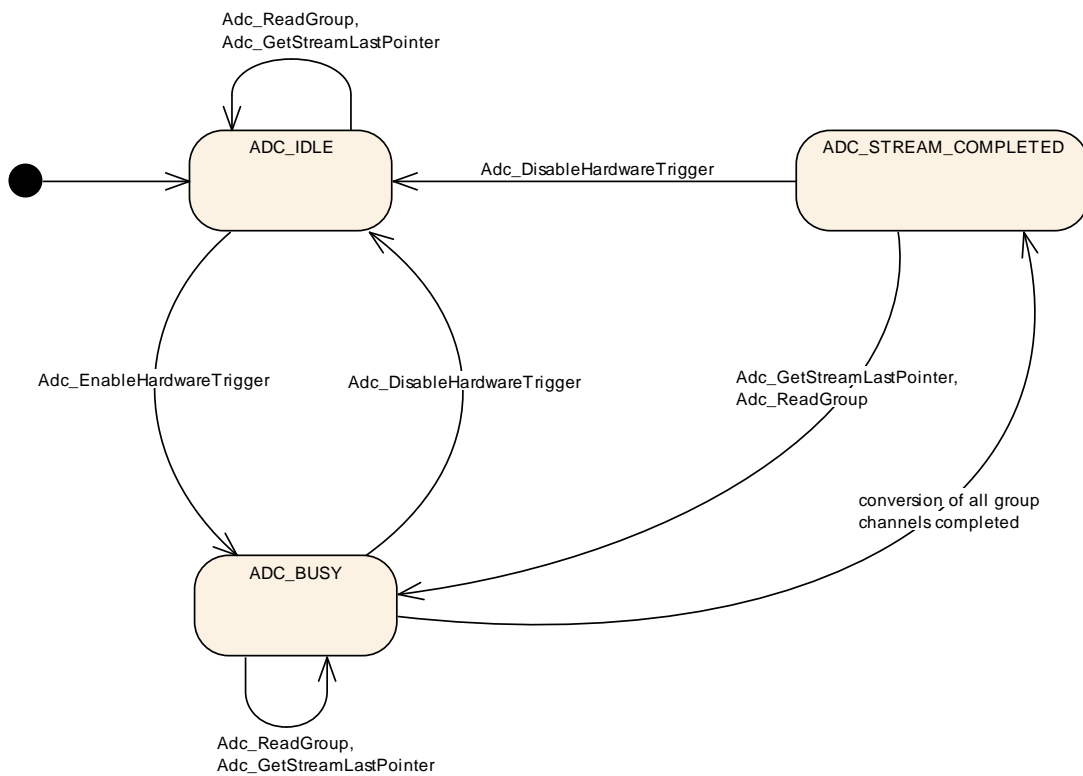 Adc_ReadGroup,
Adc_GetStreamLastPointer
ADC_IDLE
ADC_STREAM_COMPLETED
Adc_DisableHardwareTrigger
Adc_EnableHardwareTrigger
Adc_DisableHardwareTrigger
Adc_GetStreamLastPointer,
Adc_ReadGroup
conversion of all group
channels completed
ADC_BUSY
Adc_ReadGroup,
Adc_GetStreamLastPointer